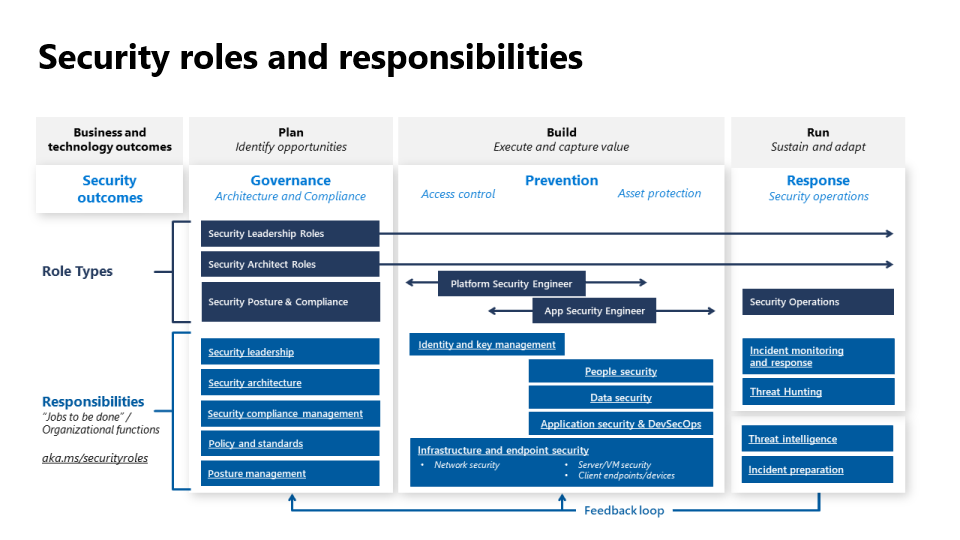 Security roles and responsibilities
Business and
technology outcomes
Plan
Identify opportunities
Build
Execute and capture value
Run
Sustain and adapt
Security
outcomes
Governance
Architecture and Compliance
Prevention
Access control
Asset protection
Response
Security operations
Role Types
Security Leadership Roles
Security Architect Roles
Security Posture & Compliance
Platform Security Engineer
App Security Engineer
Security Operations
Responsibilities
“Jobs to be done” /
Organizational functions
aka.ms/securityroles
Security leadership
Security architecture
Security compliance management
Policy and standards
Posture management
Identity and key management
People security
Data security
Application security & DevSecOps
Infrastructure and endpoint security
• Network security
• Server/VM security
• Client endpoints/devices
Incident monitoring
and response
Threat Hunting
Threat intelligence
Incident preparation
Feedback loop